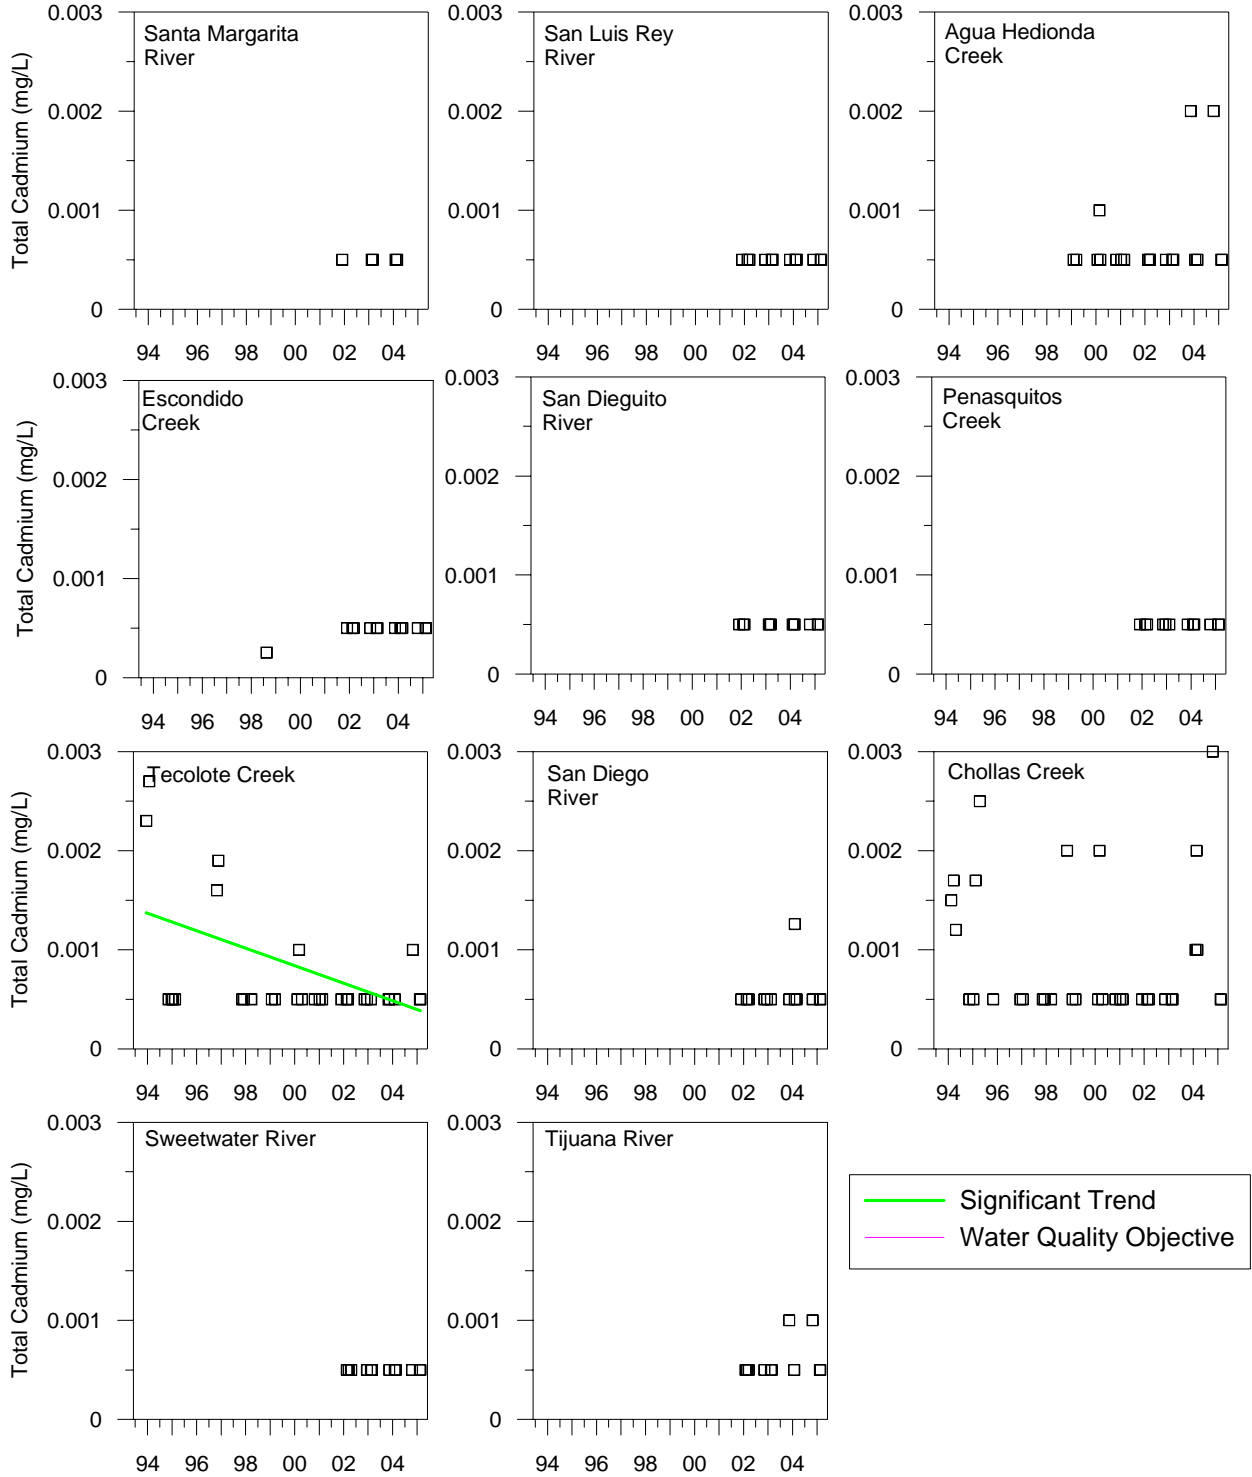 Santa Margarita
River
Total Cadmium (mg/L)
0.003
0.002
0.001
0
94 96 98 00 02 04
San Luis Rey
River
0.003
0.002
0.001
0
94 96 98 00 02 04
Agua Hedionda
Creek
0.003
0.002
0.001
0
94 96 98 00 02 04
Escondido
Creek
Total Cadmium (mg/L)
0.003
0.002
0.001
0
94 96 98 00 02 04
San Dieguito
River
0.003
0.002
0.001
0
94 96 98 00 02 04
Penasquitos
Creek
0.003
0.002
0.001
0
94 96 98 00 02 04
Tecolote Creek
Total Cadmium (mg/L)
0.003
0.002
0.001
0
94 96 98 00 02 04
San Diego
River
0.003
0.002
0.001
0
94 96 98 00 02 04
Chollas Creek
0.003
0.002
0.001
0
94 96 98 00 02 04
Sweetwater River
Total Cadmium (mg/L)
0.003
0.002
0.001
0
94 96 98 00 02 04
Tijuana River
0.003
0.002
0.001
0
94 96 98 00 02 04
Significant Trend
Water Quality Objective